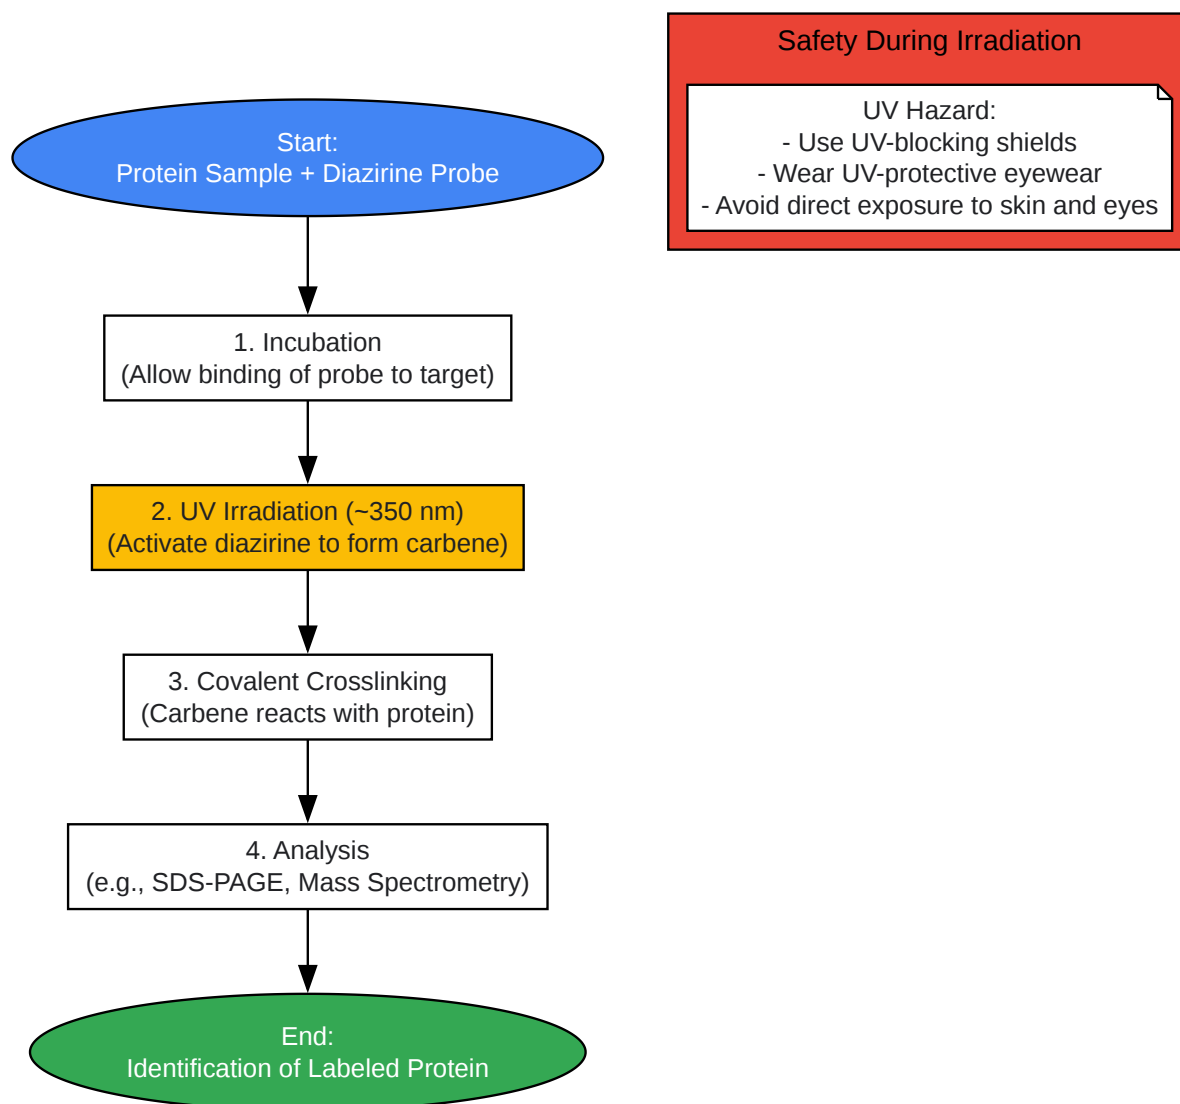 Safety During Irradiation
UV Hazard:
- Use UV-blocking shields
- Wear UV-protective eyewear
- Avoid direct exposure to skin and eyes
Start:
Protein Sample + Diazirine Probe
1. Incubation
(Allow binding of probe to target)
2. UV Irradiation (~350 nm)
(Activate diazirine to form carbene)
3. Covalent Crosslinking
(Carbene reacts with protein)
4. Analysis
(e.g., SDS-PAGE, Mass Spectrometry)
End:
Identification of Labeled Protein